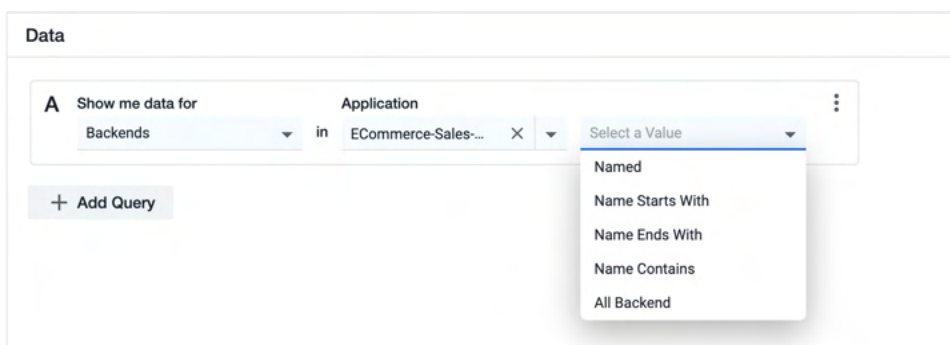 Data
A Show me data for Application
Backends in ECommerce-Sales-... Select a Value
Named
+ Add Query Name Starts With
Name Ends With
Name Contains
All Backend